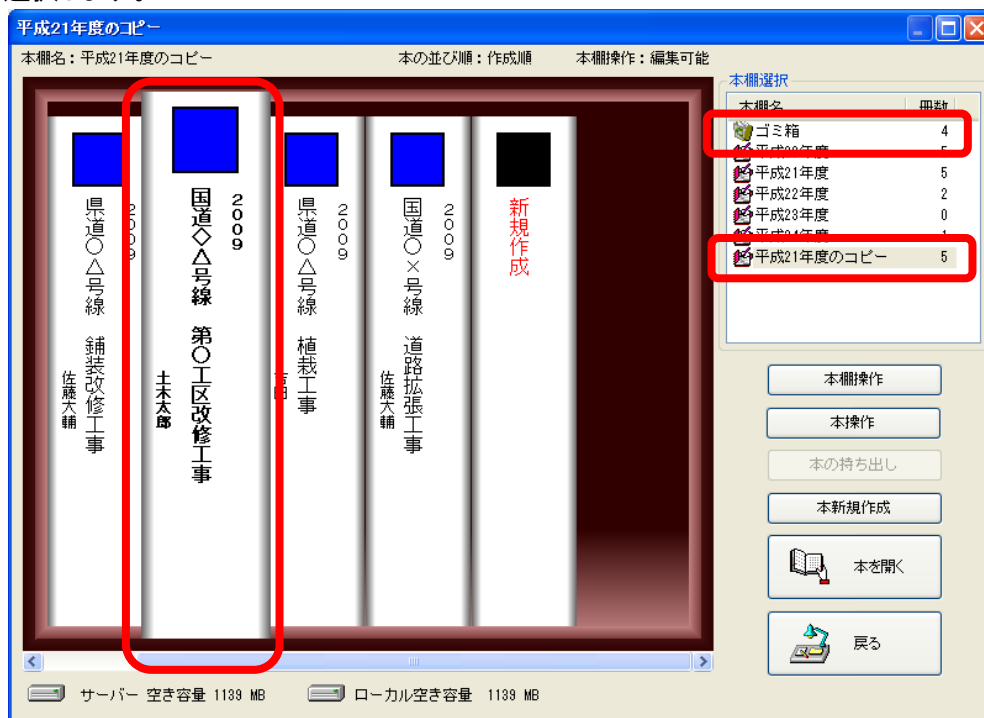 平成21年度のコピー
本棚名：平成21年度のコピー 本の並び順：作成順 本棚操作：編集可能
本棚選択
本棚名 冊数
ゴミ箱 4
平成21年度 5
平成22年度 2
平成23年度 0
平成21年度のコピー 5
2009
県道○△号線 舗装改修工事
佐藤大輔
2009
国道◇△号線 第○工区改修工事
土木太郎
2009
県道○△号線 植栽工事
2009
国道○×号線 道路拡張工事
佐藤大輔
新規作成
本棚操作
本操作
本の持ち出し
本新規作成
本を開く
戻る
サーバー 空き容量 1139 MB ローカル空き容量 1139 MB